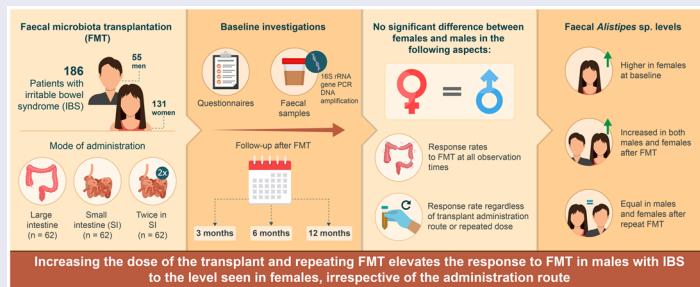 Faecal microbiota transplantation
(FMT)
186
Patients with
irritable bowel
syndrome (IBS)
55
men
131
women
Mode of administration
2x
Large
intestine
(n = 62)
Small
intestine (SI)
(n = 62)
Twice in
SI
(n = 62)
Baseline investigations
Questionnaires
Faecal
samples
16S rRNA
gene PCR
DNA
amplification
Follow-up after FMT
3 months
6 months
12 months
No significant difference between
females and males in the
following aspects:
=
Response rates
to FMT at all observation
times
Response rate regardless
of transplant administration
route or repeated dose
Faecal Alistipes sp. levels
Higher in females
at baseline
Increased in both
males and females
after FMT
=
Equal in males
and females after
repeat FMT
Increasing the dose of the transplant and repeating FMT elevates the response to FMT in males with IBS
to the level seen in females, irrespective of the administration route